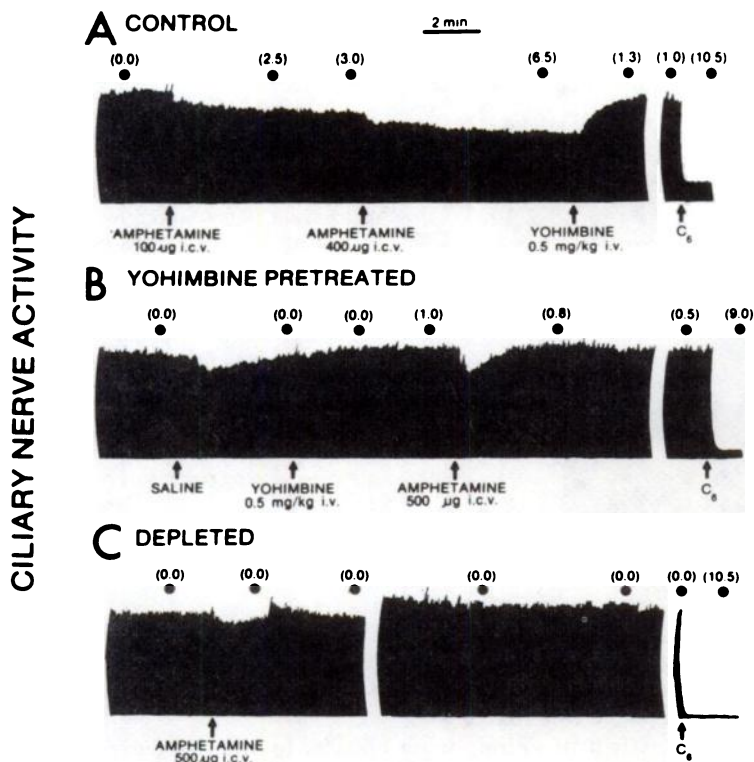 CILIARY NERVE ACTIVITY
A CONTROL
2 min
(0.0) (2.5) (3.0) (6.5) (1.3) (1 0) (10 5)
AMPHETAMINE AMPHETAMINE YOHIMBINE C6
100 µg i.c.v. 400 µg i.c.v. 0.5 mg/kg i.v.
B YOHIMBINE PRETREATED
(0.0) (0.0) (0.0) (1.0) (0.8) (0.5) (9.0)
SALINE YOHIMBINE AMPHETAMINE C6
0.5 mg/kg i.v. 500 µg i.c.v.
C DEPLETED
(0.0) (0.0) (0.0) (0.0) (0.0) (0.0) (10.5)
AMPHETAMINE C6
500 µg i.c.v.